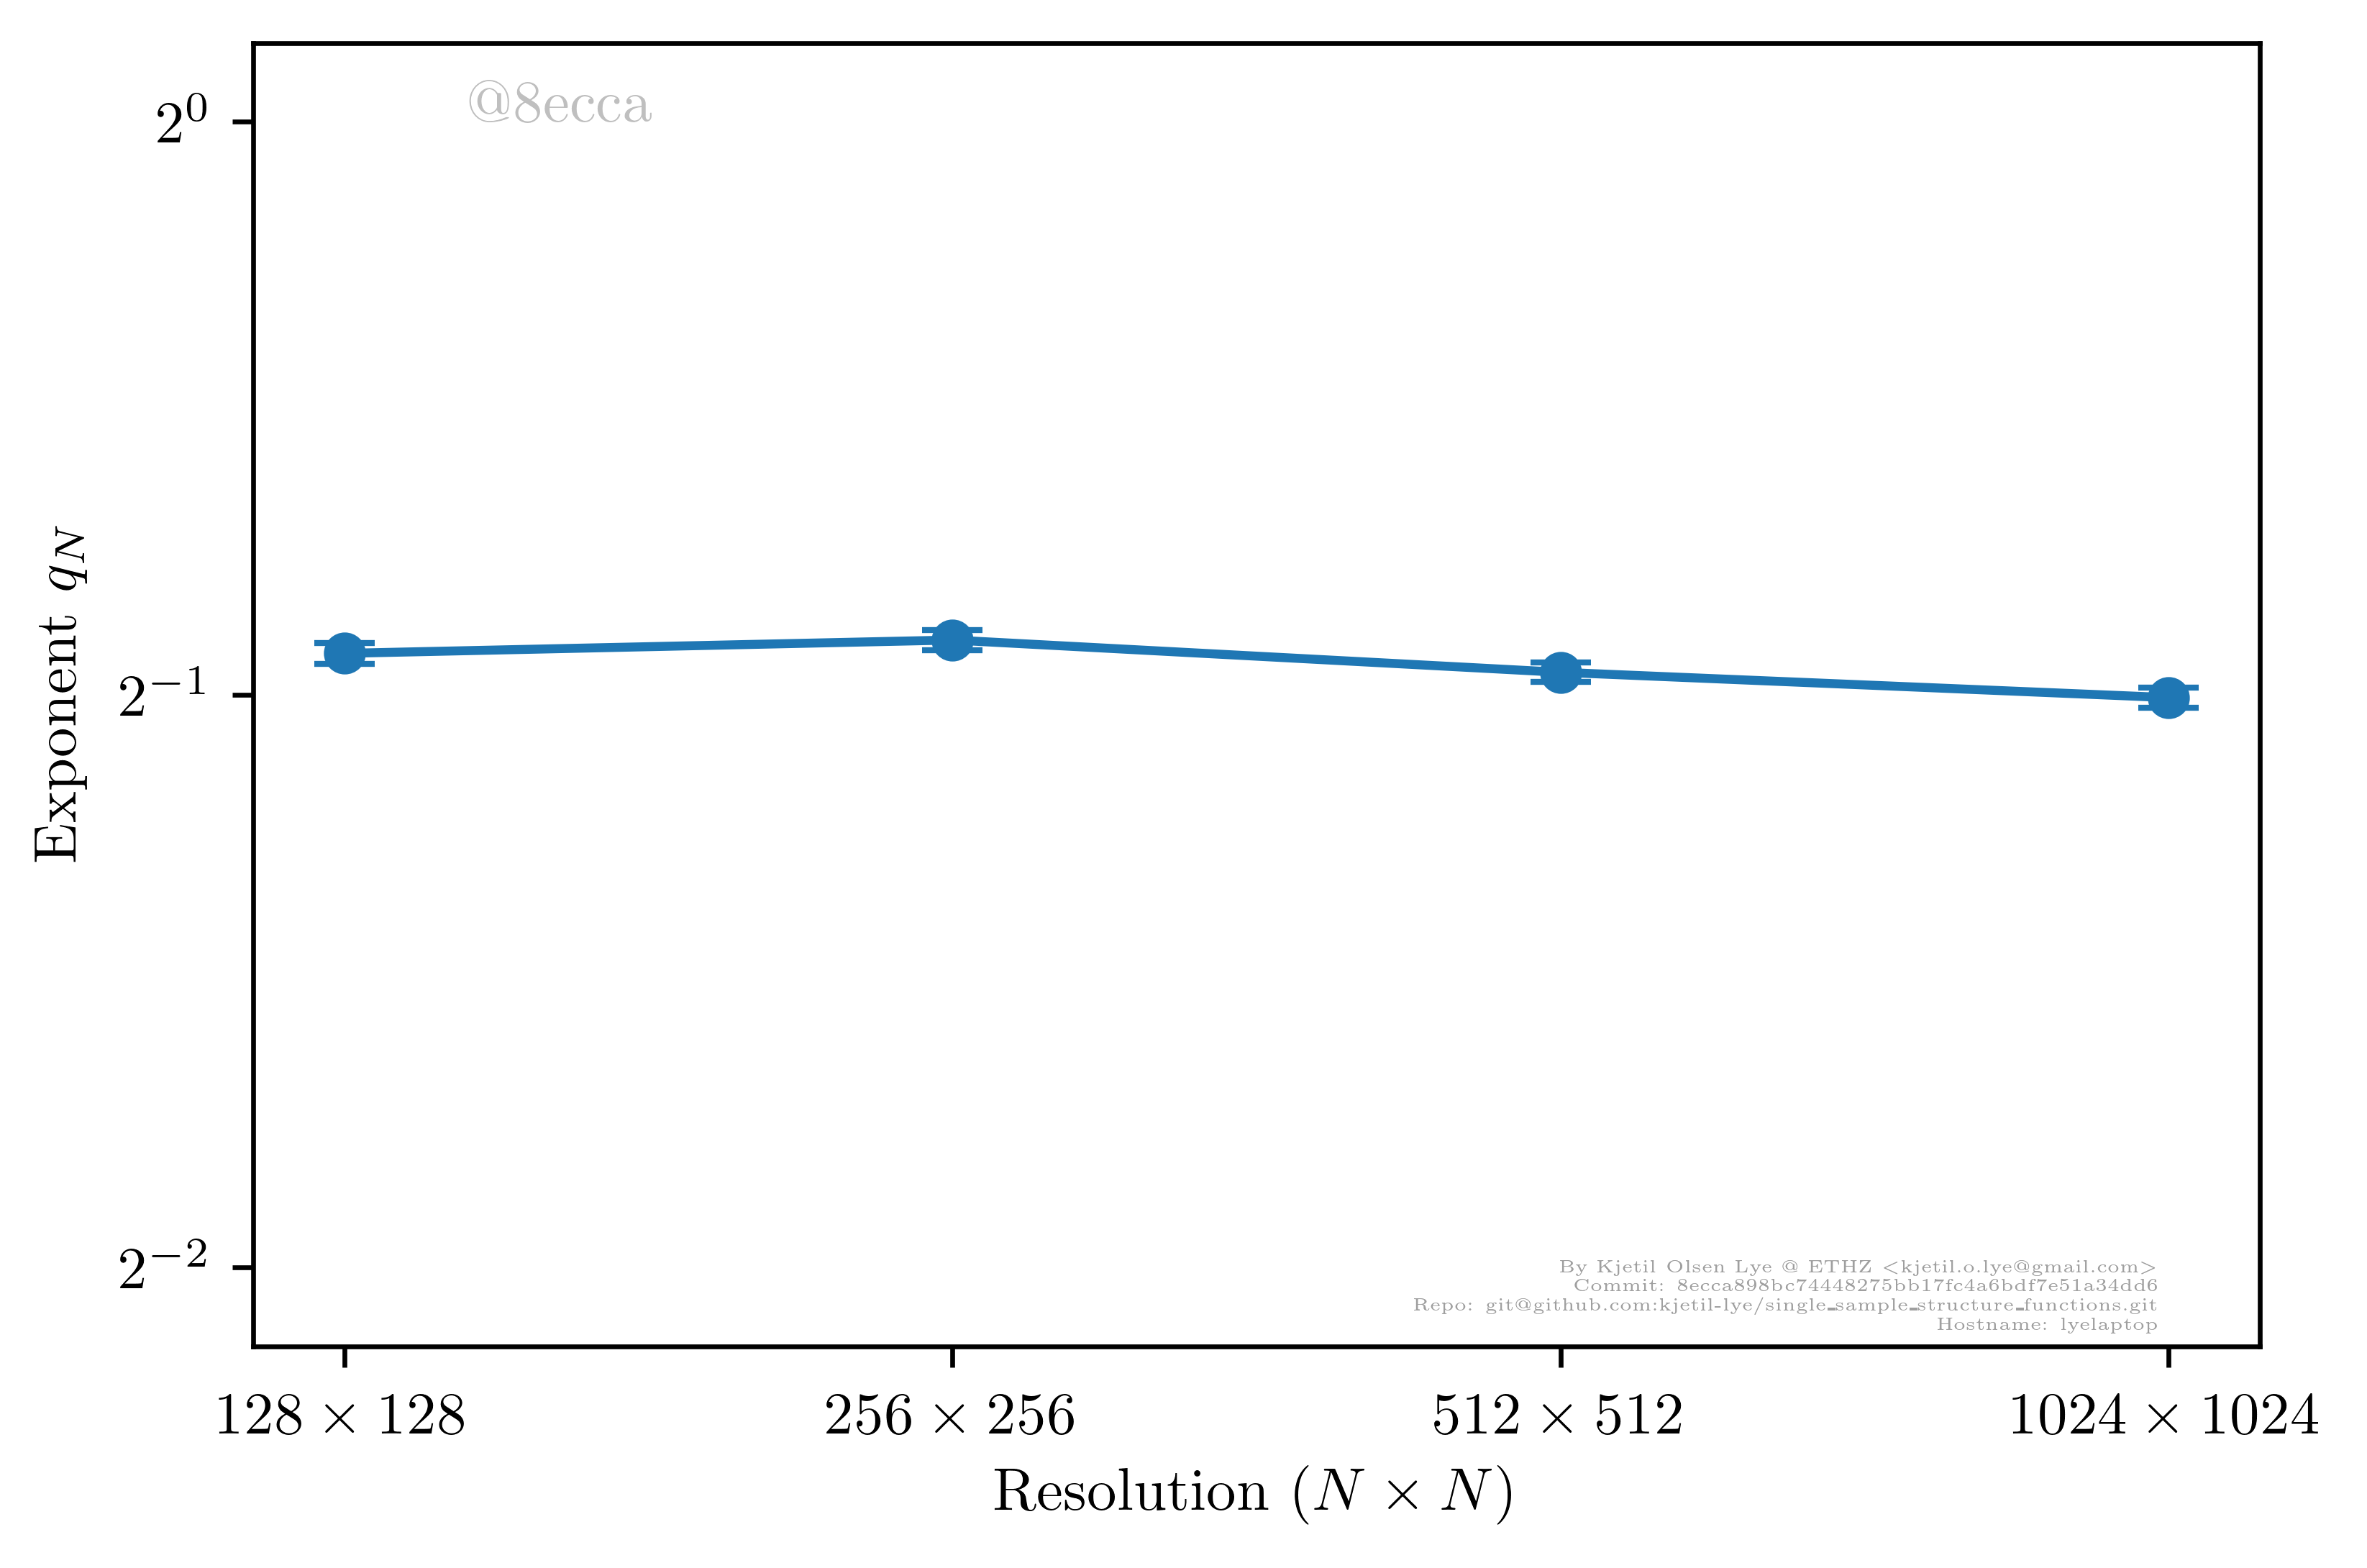 @8ecca
2^0
2^{-1}
2^{-2}
Exponent q_N
By Kjetil Olsen Lye @ ETHZ <kjetil.o.lye@gmail.com>
Commit: 8ecca898bc74448275bb17fc4a6bdf7e51a34dd6
Repo: git@github.com:kjetil-lye/single_sample_structure_functions.git
Hostname: lyelaptop
128 × 128
256 × 256
512 × 512
1024 × 1024
Resolution (N × N)